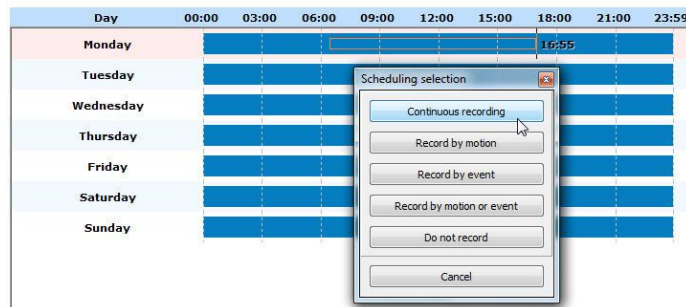 Day 00:00 03:00 06:00 09:00 12:00 15:00 18:00 21:00 23:59
Monday 16:55
Tuesday
Wednesday
Thursday
Friday
Saturday
Sunday
Scheduling selection
Continuous recording
Record by motion
Record by event
Record by motion or event
Do not record
Cancel